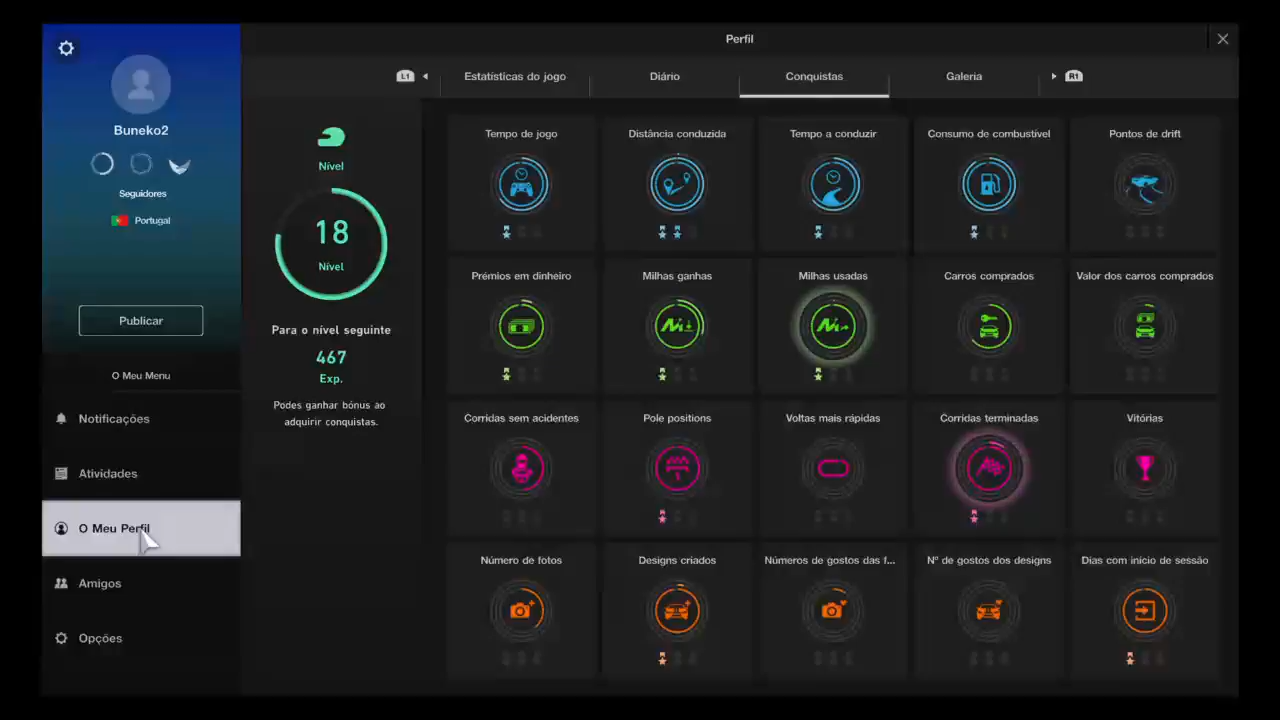 Perfil
L1
Estatísticas do jogo
Diário
Conquistas
Galeria
R1
Buneko2
Seguidores
Portugal
Publicar
O Meu Menu
Notificações
Atividades
O Meu Perfil
Amigos
Opções
Nível
18
Nível
Para o nível seguinte
467
Exp.
Podes ganhar bónus ao
adquirir conquistas.
Tempo de jogo
Distância conduzida
Tempo a conduzir
Consumo de combustível
Pontos de drift
Prémios em dinheiro
Milhas ganhas
Milhas usadas
Carros comprados
Valor dos carros comprados
Corridas sem acidentes
Pole positions
Voltas mais rápidas
Corridas terminadas
Vitórias
Número de fotos
Designs criados
Números de gostos das f...
Nº de gostos dos designs
Dias com início de sessão